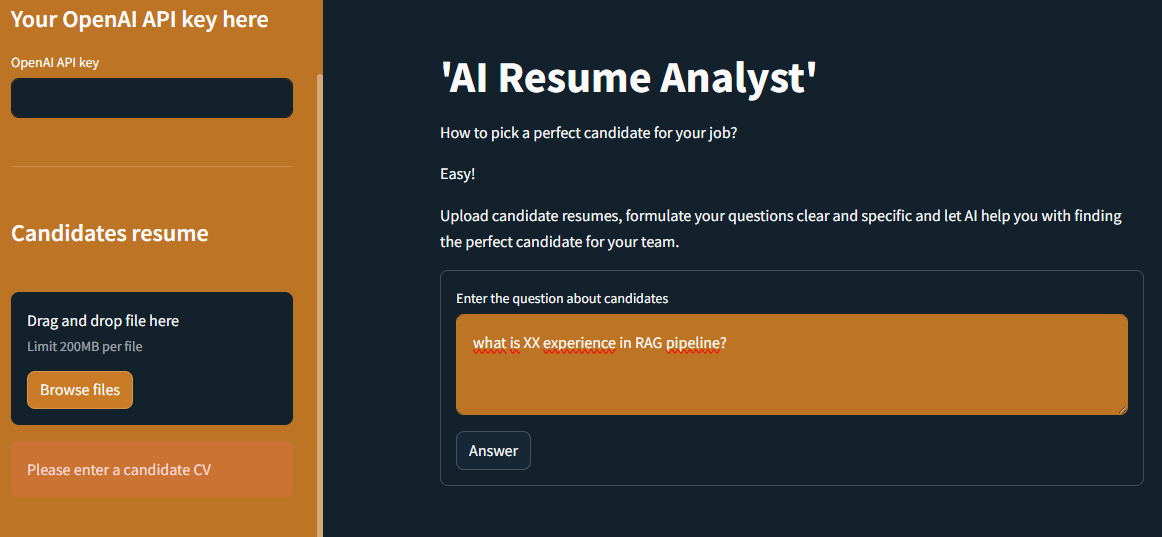 Your OpenAI API key here
OpenAI API key
Candidates resume
Drag and drop file here
Limit 200MB per file
Browse files
Please enter a candidate CV
'AI Resume Analyst'
How to pick a perfect candidate for your job?
Easy!
Upload candidate resumes, formulate your questions clear and specific and let AI help you with finding
the perfect candidate for your team.
Enter the question about candidates
what is XX experience in RAG pipeline?
Answer